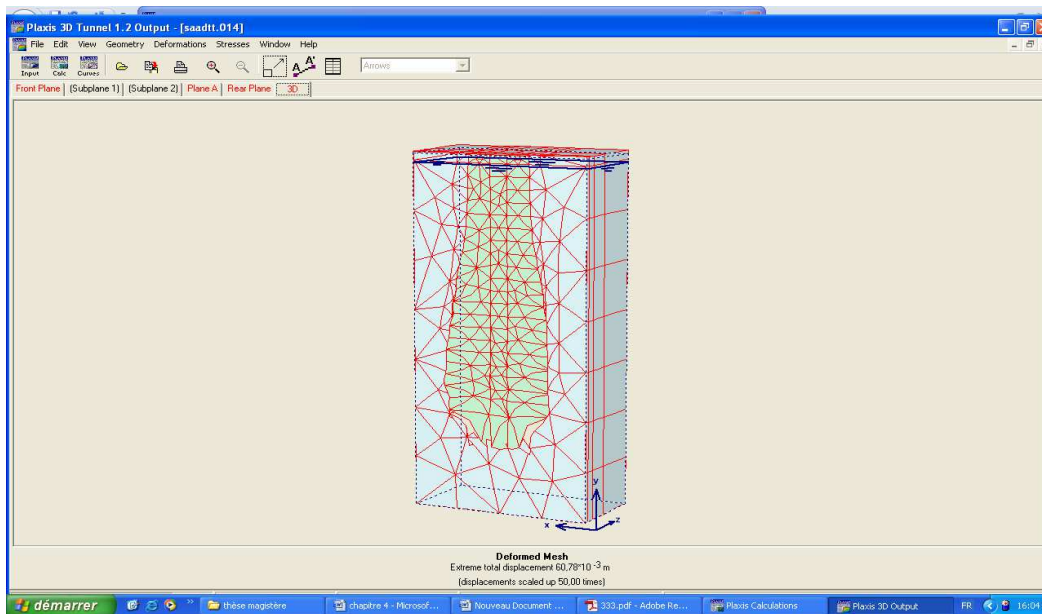 Plaxis 3D Tunnel 1.2 Output - [saadtt.014]
File Edit View Geometry Deformations Stresses Window Help
Input Calc Curves A A' Arrows
Front Plane (Subplane 1) (Subplane 2) Plane A Rear Plane 3D
y
x z
Deformed Mesh
Extreme total displacement 60,78*10 -3 m
(displacements scaled up 50,00 times)
démarrer » thèse magistère chapitre 4 - Microsof... Nouveau Document ... 333.pdf - Adobe Re... Plaxis Calculations Plaxis 3D Output FR 16:04